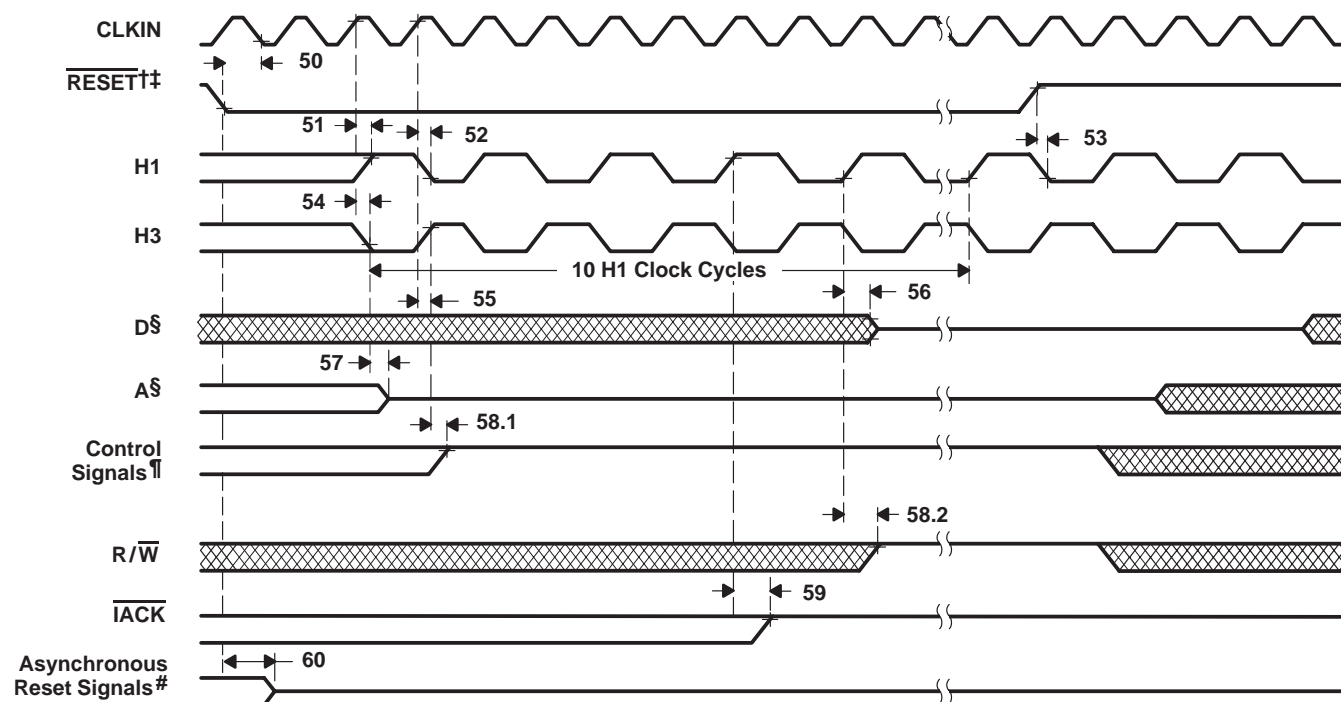 CLKIN
50
RESET†‡
51
52
53
H1
54
H3
10 H1 Clock Cycles
55
56
D§
57
A§
58.1
Control
Signals¶
58.2
R/W
59
IACK
60
Asynchronous
Reset Signals#